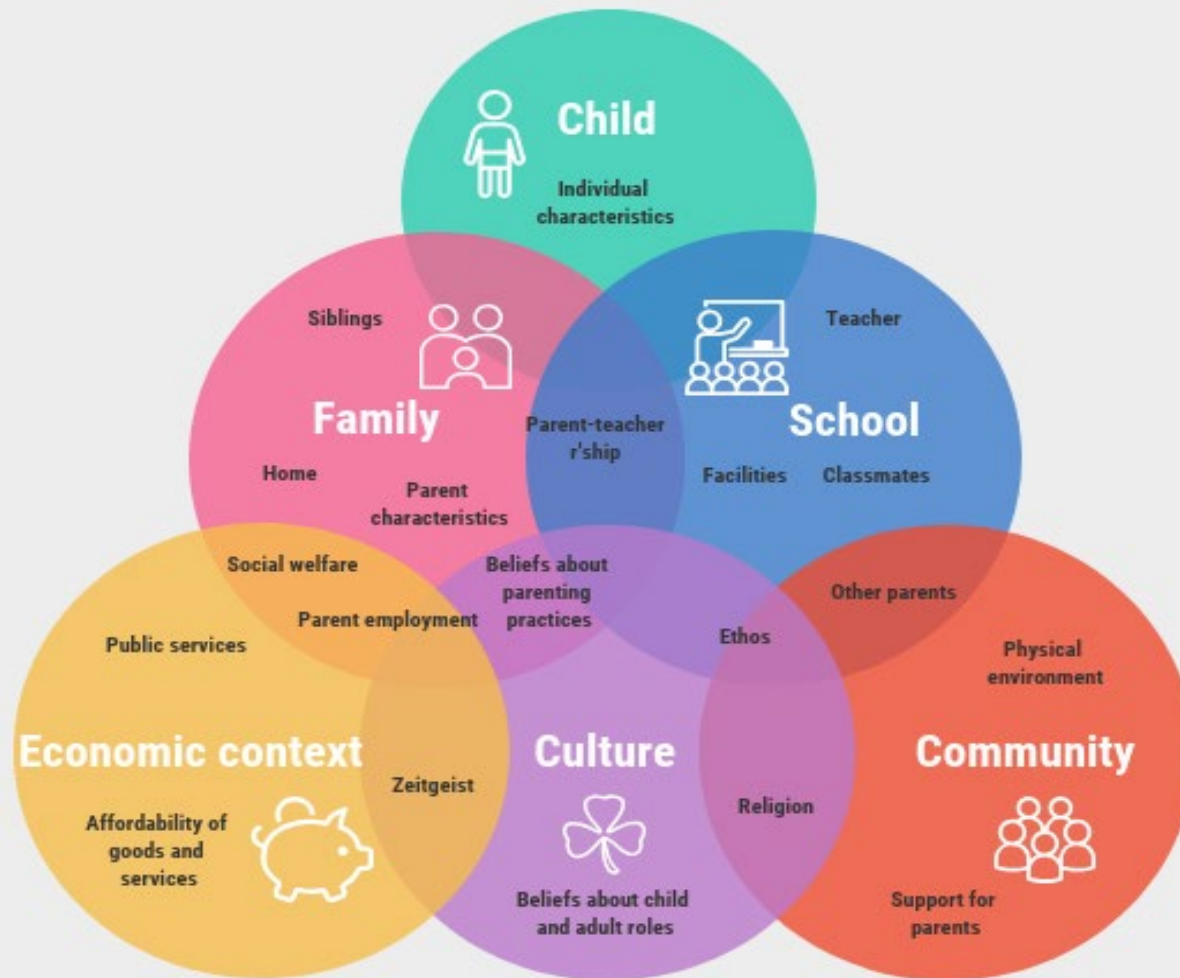 Child
Individual
characteristics
Siblings
Teacher
Family
School
Parent-teacher
r'ship
Home
Parent
characteristics
Facilities
Classmates
Social welfare
Beliefs about
parenting
practices
Other parents
Parent employment
Public services
Ethos
Physical
environment
Economic context
Culture
Community
Zeitgeist
Religion
Affordability of
goods and
services
Beliefs about child
and adult roles
Support for
parents